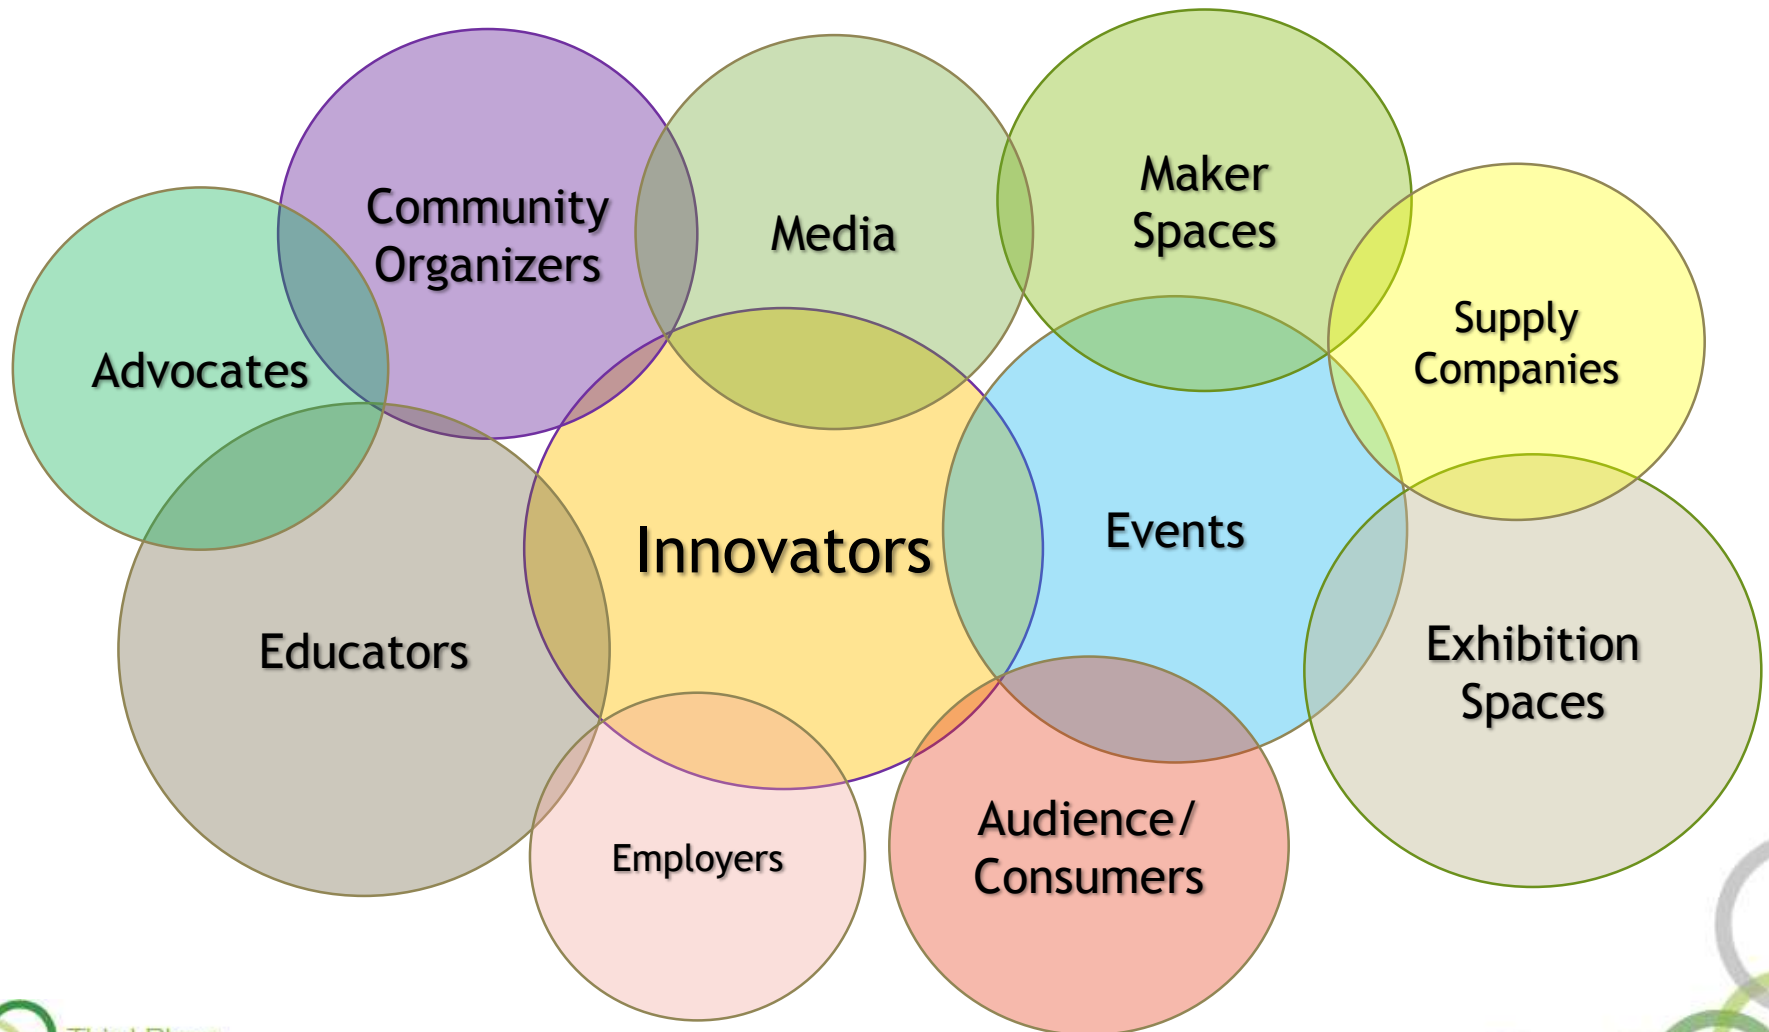 Community
Organizers
Media
Maker
Spaces
Supply
Companies
Advocates
Innovators
Events
Educators
Exhibition
Spaces
Employers
Audience/
Consumers